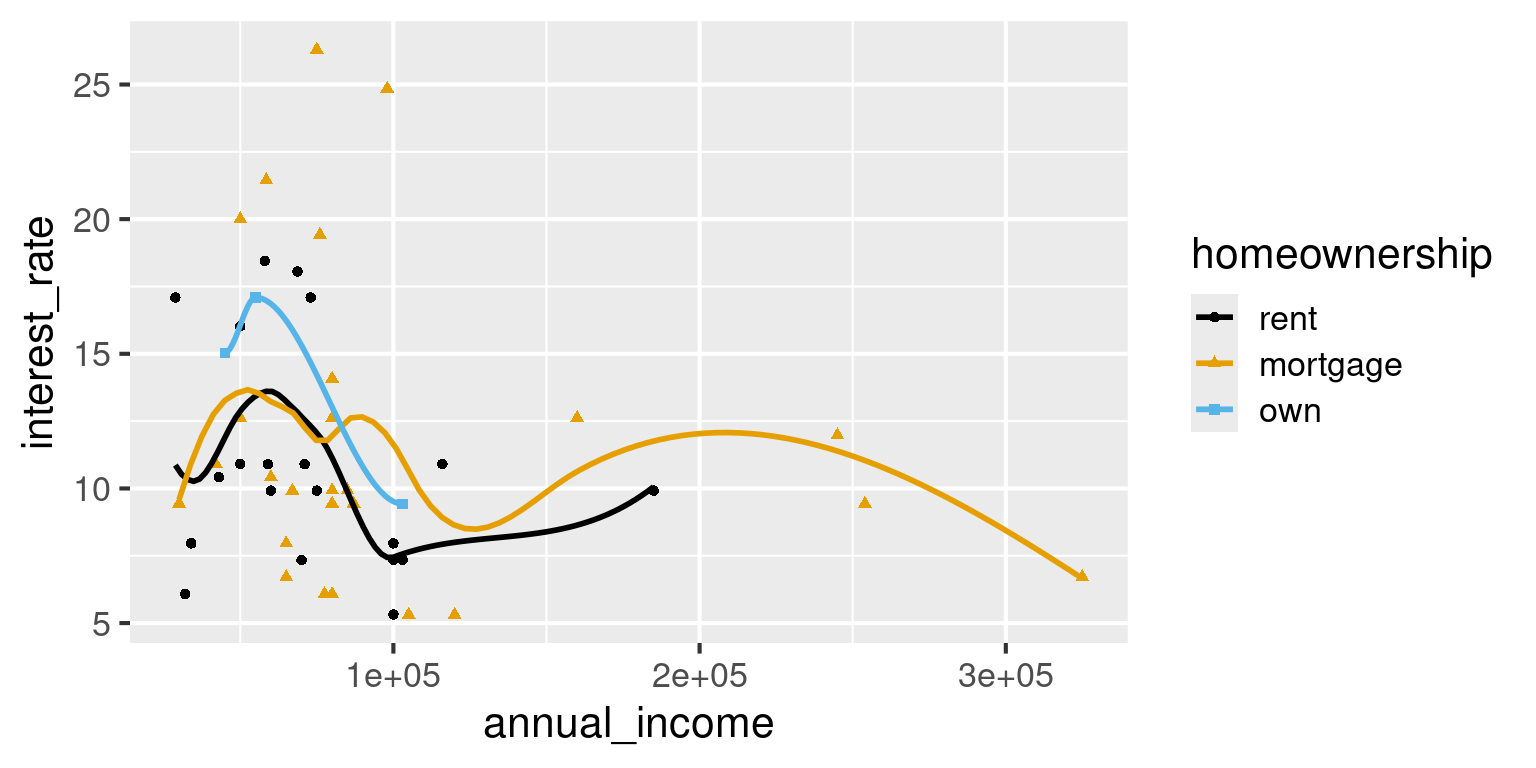 25
20
15
10
5
interest_rate
1e+05
2e+05
3e+05
annual_income
homeownership
rent
mortgage
own